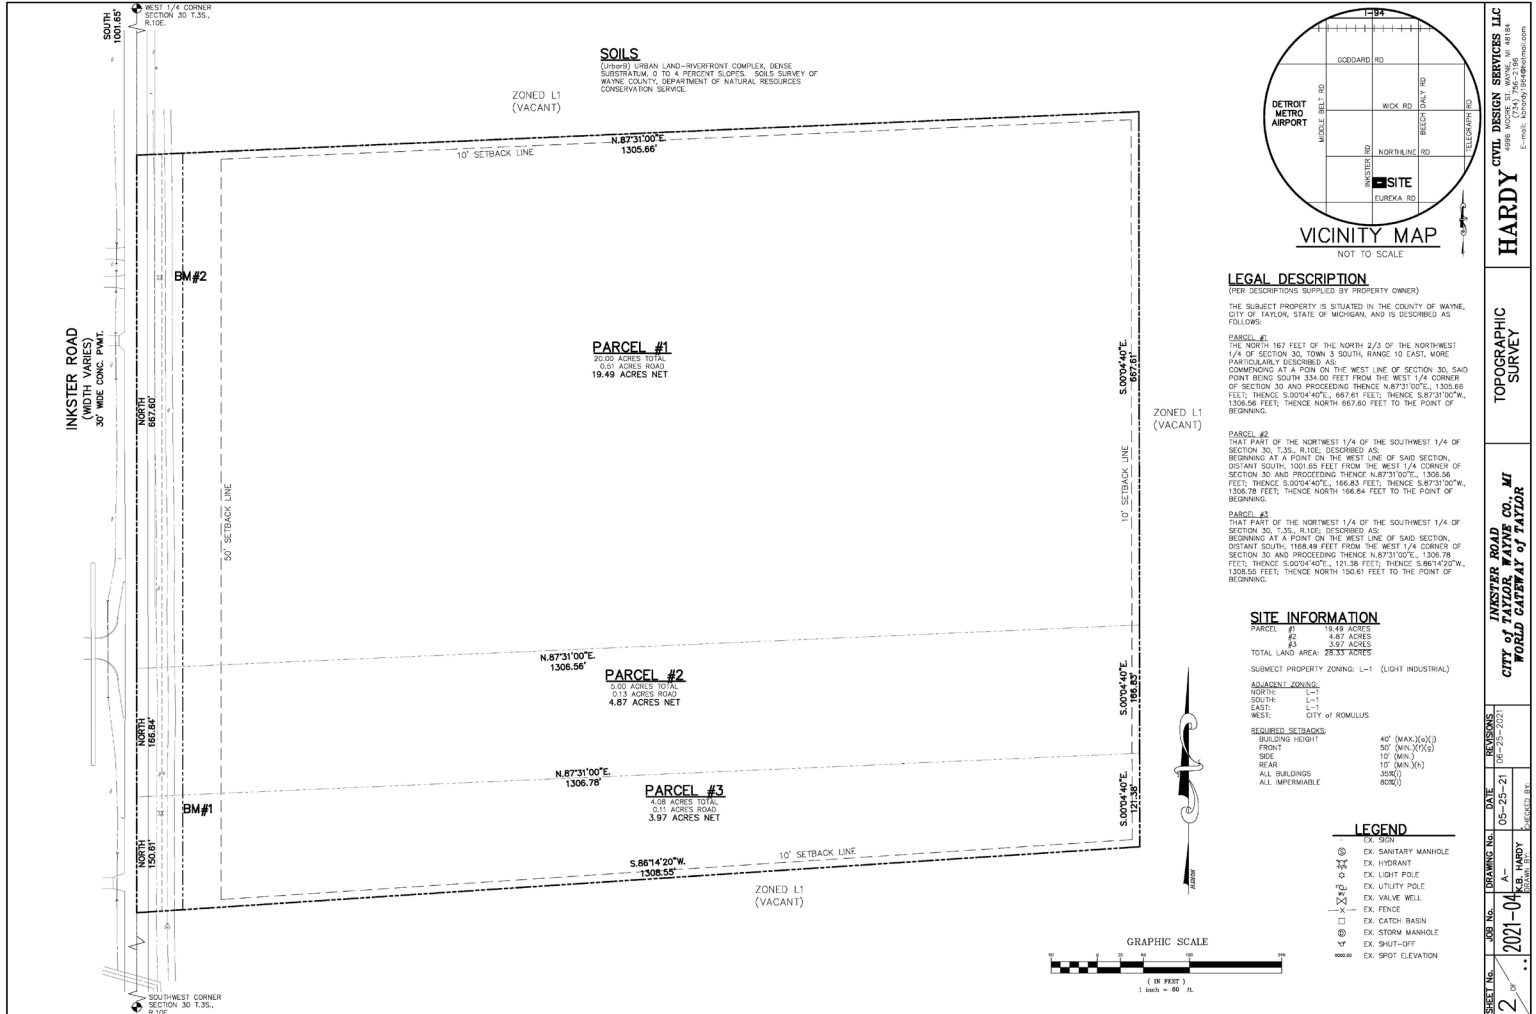 WEST 1/4 CORNER
SECTION 30 T.3S.,
R.10E.
SOUTH
1001.65'
SOILS
(UrbarB) URBAN LAND-RIVERFRONT COMPLEX, DENSE
SUBSTRATUM, 0 TO 4 PERCENT SLOPES. SOILS SURVEY OF
WAYNE COUNTY, DEPARTMENT OF NATURAL RESOURCES
CONSERVATION SERVICE.
ZONED L1
(VACANT)
N.87°31'00"E.
1305.66'
10' SETBACK LINE
BM#2
INKSTER ROAD
(WIDTH VARIES)
30' WIDE CONC. PVMT.
NORTH
667.60'
PARCEL #1
20.00 ACRES TOTAL
0.51 ACRES ROAD
19.49 ACRES NET
S.00°04'40"E.
667.61'
ZONED L1
(VACANT)
50' SETBACK LINE
10' SETBACK LINE
N.87°31'00"E.
1306.56'
PARCEL #2
5.00 ACRES TOTAL
0.13 ACRES ROAD
4.87 ACRES NET
NORTH
166.84'
S.00°04'40"E.
166.83'
N.87°31'00"E.
1306.78'
PARCEL #3
4.08 ACRES TOTAL
0.11 ACRES ROAD
3.97 ACRES NET
BM#1
NORTH
150.61'
S.00°04'40"E.
121.38'
S.86°14'20"W.
1308.55'
10' SETBACK LINE
ZONED L1
(VACANT)
SOUTHWEST CORNER
SECTION 30 T.3S.,
R.10E.
NORTH
GRAPHIC SCALE
( IN FEET )
1 inch = 60 ft.
I-94
GODDARD RD
DETROIT
METRO
AIRPORT
MIDDLE BELT RD
WICK RD
BEECH DALY RD
TELEGRAPH RD
NORTHLINE RD
INKSTER RD
SITE
EUREKA RD
VICINITY MAP
NOT TO SCALE
LEGAL DESCRIPTION
(PER DESCRIPTIONS SUPPLIED BY PROPERTY OWNER)
THE SUBJECT PROPERTY IS SITUATED IN THE COUNTY OF WAYNE,
CITY OF TAYLOR, STATE OF MICHIGAN, AND IS DESCRIBED AS
FOLLOWS:
PARCEL #1
THE NORTH 167 FEET OF THE NORTH 2/3 OF THE NORTHWEST
1/4 OF SECTION 30, TOWN 3 SOUTH, RANGE 10 EAST, MORE
PARTICULARLY DESCRIBED AS:
COMMENCING AT A POIN ON THE WEST LINE OF SECTION 30, SAID
POINT BEING SOUTH 334.00 FEET FROM THE WEST 1/4 CORNER
OF SECTION 30 AND PROCEEDING THENCE N.87°31'00"E., 1305.66
FEET; THENCE S.00°04'40"E., 667.61 FEET; THENCE S.87°31'00"W.,
1306.56 FEET; THENCE NORTH 667.60 FEET TO THE POINT OF
BEGINNING.
PARCEL #2
THAT PART OF THE NORTWEST 1/4 OF THE SOUTHWEST 1/4 OF
SECTION 30, T.3S., R.10E; DESCRIBED AS:
BEGINNING AT A POINT ON THE WEST LINE OF SAID SECTION,
DISTANT SOUTH, 1001.65 FEET FROM THE WEST 1/4 CORNER OF
SECTION 30 AND PROCEEDING THENCE N.87°31'00"E., 1306.56
FEET; THENCE S.00°04'40"E., 166.83 FEET; THENCE S.87°31'00"W.,
1306.78 FEET; THENCE NORTH 166.84 FEET TO THE POINT OF
BEGINNING.
PARCEL #3
THAT PART OF THE NORTWEST 1/4 OF THE SOUTHWEST 1/4 OF
SECTION 30, T.3S., R.10E; DESCRIBED AS:
BEGINNING AT A POINT ON THE WEST LINE OF SAID SECTION,
DISTANT SOUTH, 1168.49 FEET FROM THE WEST 1/4 CORNER OF
SECTION 30 AND PROCEEDING THENCE N.87°31'00"E., 1306.78
FEET; THENCE S.00°04'40"E., 121.38 FEET; THENCE S.86°14'20"W.,
1308.55 FEET; THENCE NORTH 150.61 FEET TO THE POINT OF
BEGINNING.
SITE INFORMATION
PARCEL #1 19.49 ACRES
#2 4.87 ACRES
#3 3.97 ACRES
TOTAL LAND AREA: 28.33 ACRES
SUBMECT PROPERTY ZONING: L-1 (LIGHT INDUSTRIAL)
ADJACENT ZONING:
NORTH: L-1
SOUTH: L-1
EAST: L-1
WEST: CITY of ROMULUS
REQUIRED SETBACKS:
BUILDING HEIGHT 40' (MAX.)(a)(j)
FRONT 50' (MIN.)(f)(g)
SIDE 10' (MIN.)
REAR 10' (MIN.)(h)
ALL BUILDINGS 35%(i)
ALL IMPERMIABLE 80%(i)
LEGEND
EX. SIGN
EX. SANITARY MANHOLE
EX. HYDRANT
EX. LIGHT POLE
EX. UTILITY POLE
EX. VALVE WELL
EX. FENCE
EX. CATCH BASIN
EX. STORM MANHOLE
EX. SHUT-OFF
EX. SPOT ELEVATION
HARDY CIVIL DESIGN SERVICES LLC
4996 MOORE ST. WAYNE, MI 48184
(734) 756-2196
TOPOGRAPHIC
SURVEY
INKSTER ROAD
CITY of TAYLOR, WAYNE CO., MI
WORLD GATEWAY of TAYLOR
REVISIONS
06-25-2021
DATE
05-25-21
CHECKED BY:
DRAWING No.
A-
K.B. HARDY
DRAWN BY:
JOB No.
2021-04
SHEET No.
2 OF